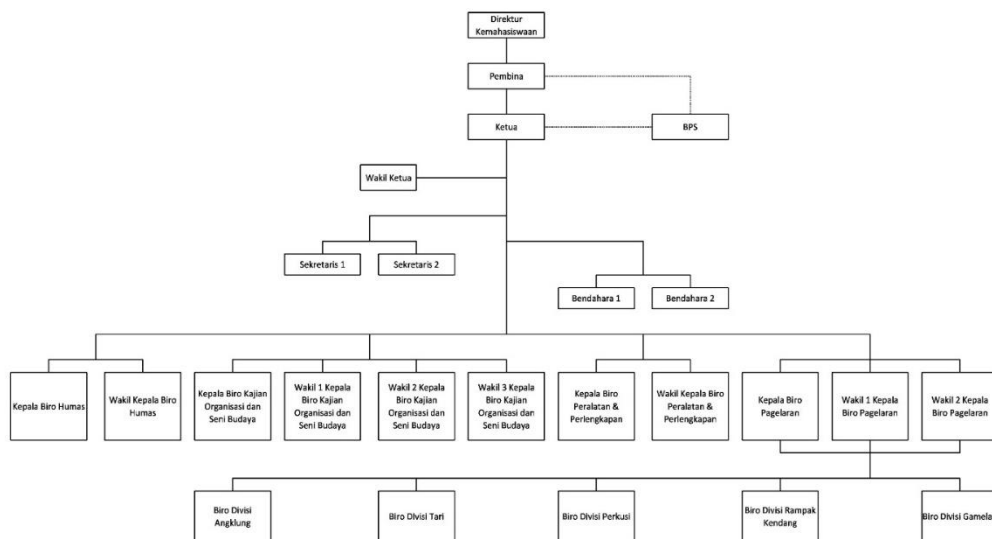 Direktur
Kemahasiswaan
Pembina
Ketua
BPS
Wakil Ketua
Sekretaris 1
Sekretaris 2
Bendahara 1
Bendahara 2
Kepala Biro Humas
Wakil Kepala Biro
Humas
Kepala Biro Kajian
Organisasi dan
Seni Budaya
Wakil 1 Kepala
Biro Kajian
Organisasi dan
Seni Budaya
Wakil 2 Kepala
Biro Kajian
Organisasi dan
Seni Budaya
Wakil 3 Kepala
Biro Kajian
Organisasi dan
Seni Budaya
Kepala Biro
Peralatan &
Perlengkapan
Wakil Kepala Biro
Peralatan &
Perlengkapan
Kepala Biro
Pagelaran
Wakil 1 Kepala
Biro Pagelaran
Wakil 2 Kepala
Biro Pagelaran
Biro Divisi
Angklung
Biro Divisi Tari
Biro Divisi Perkusi
Biro Divisi Rampak
Kendang
Biro Divisi Gamela